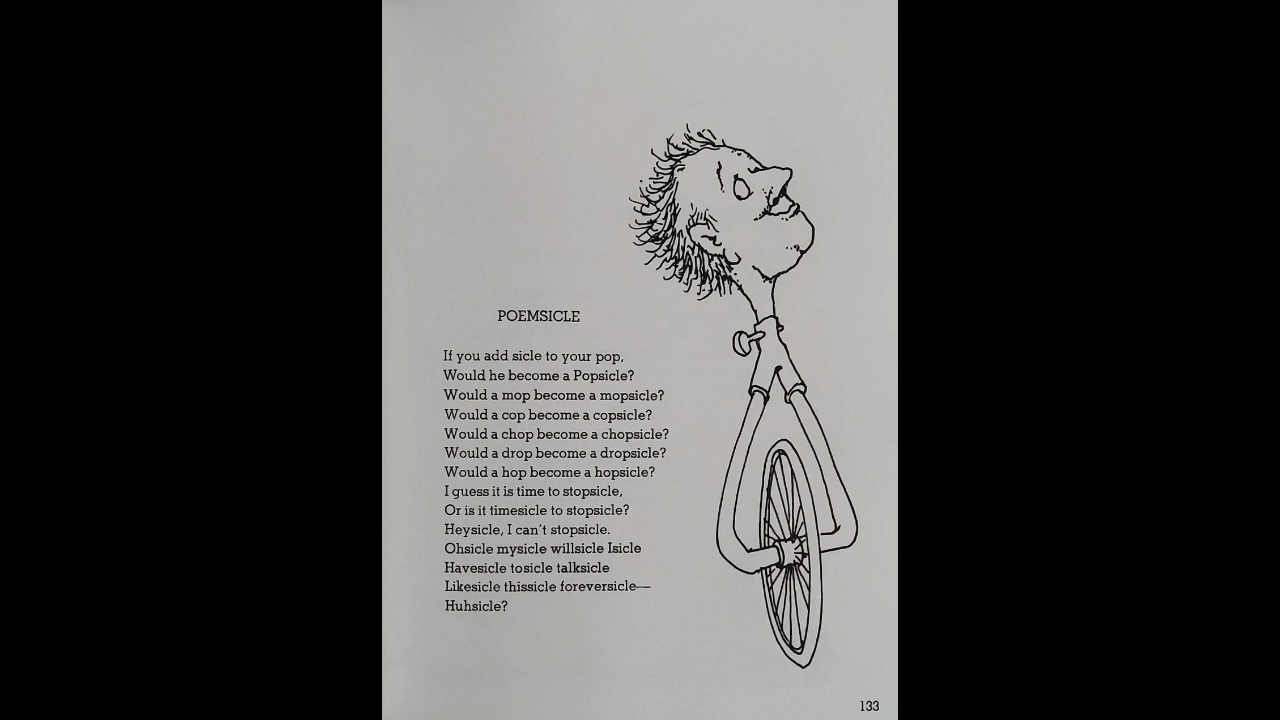 POEMSICLE
If you add sicle to your pop,
Would he become a Popsicle?
Would a mop become a mopsicle?
Would a cop become a copsicle?
Would a chop become a chopsicle?
Would a drop become a dropsicle?
Would a hop become a hopsicle?
I guess it is time to stopsicle,
Or is it timesicle to stopsicle?
Heysicle, I can't stopsicle.
Ohsicle mysicle willsicle Isicle
Havesicle tosicle talksicle
Likesicle thissicle foreversicle—
Huhsicle?
133